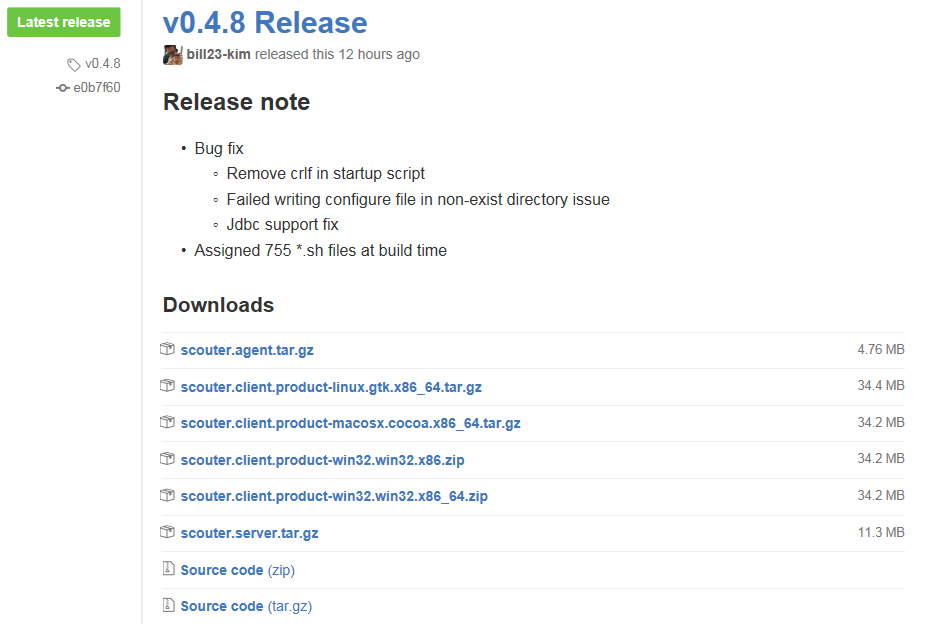 Latest release
v0.4.8
e0b7f60
v0.4.8 Release
bill23-kim released this 12 hours ago
Release note
• Bug fix
◦ Remove crlf in startup script
◦ Failed writing configure file in non-exist directory issue
◦ Jdbc support fix
• Assigned 755 *.sh files at build time
Downloads
scouter.agent.tar.gz 4.76 MB
scouter.client.product-linux.gtk.x86_64.tar.gz 34.4 MB
scouter.client.product-macosx.cocoa.x86_64.tar.gz 34.2 MB
scouter.client.product-win32.win32.x86.zip 34.2 MB
scouter.client.product-win32.win32.x86_64.zip 34.2 MB
scouter.server.tar.gz 11.3 MB
Source code (zip)
Source code (tar.gz)